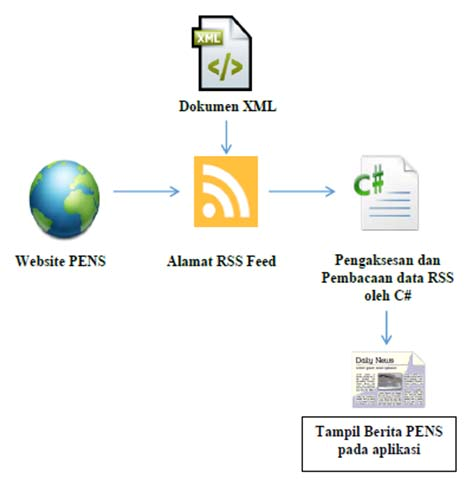 XML
</>
Dokumen XML
C#
Website PENS
Alamat RSS Feed
Pengaksesan dan
Pembacaan data RSS
oleh C#
Daily News
Tampil Berita PENS
pada aplikasi